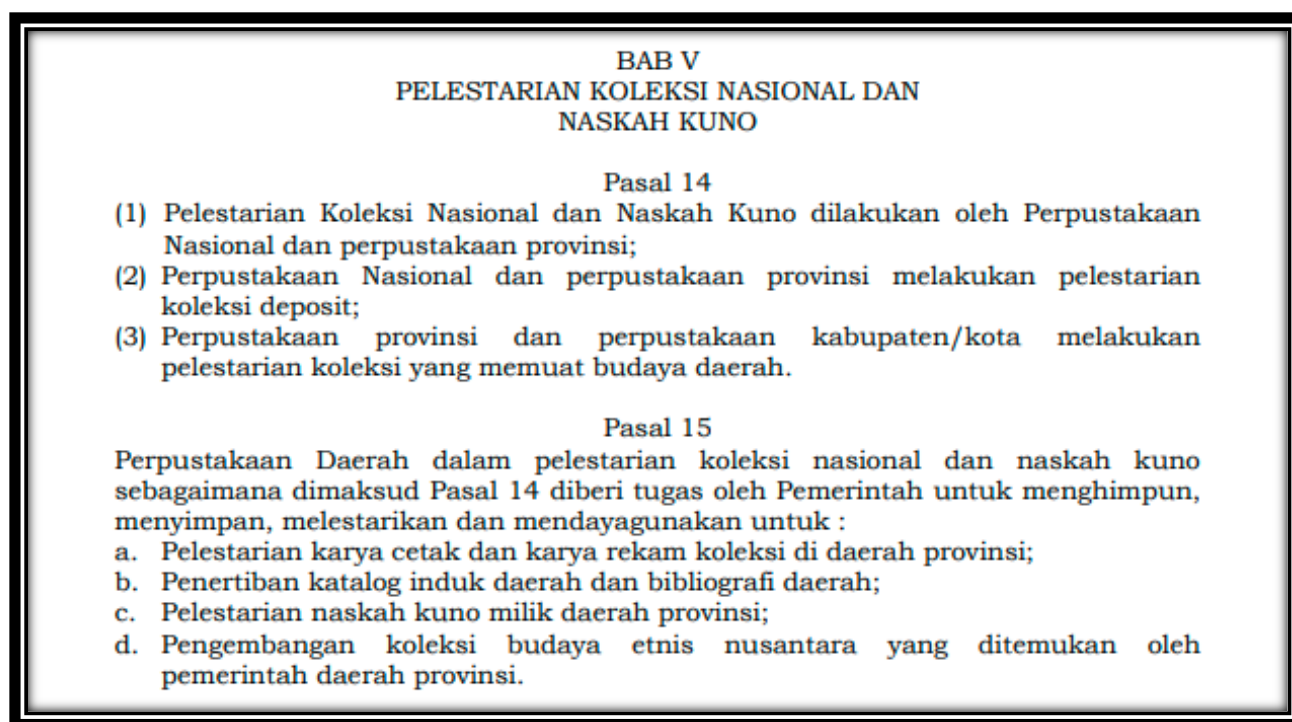 BAB V
PELESTARIAN KOLEKSI NASIONAL DAN
NASKAH KUNO
Pasal 14
(1) Pelestarian Koleksi Nasional dan Naskah Kuno dilakukan oleh Perpustakaan
Nasional dan perpustakaan provinsi;
(2) Perpustakaan Nasional dan perpustakaan provinsi melakukan pelestarian
koleksi deposit;
(3) Perpustakaan provinsi dan perpustakaan kabupaten/kota melakukan
pelestarian koleksi yang memuat budaya daerah.
Pasal 15
Perpustakaan Daerah dalam pelestarian koleksi nasional dan naskah kuno
sebagaimana dimaksud Pasal 14 diberi tugas oleh Pemerintah untuk menghimpun,
menyimpan, melestarikan dan mendayagunakan untuk :
a. Pelestarian karya cetak dan karya rekam koleksi di daerah provinsi;
b. Penertiban katalog induk daerah dan bibliografi daerah;
c. Pelestarian naskah kuno milik daerah provinsi;
d. Pengembangan koleksi budaya etnis nusantara yang ditemukan oleh
pemerintah daerah provinsi.